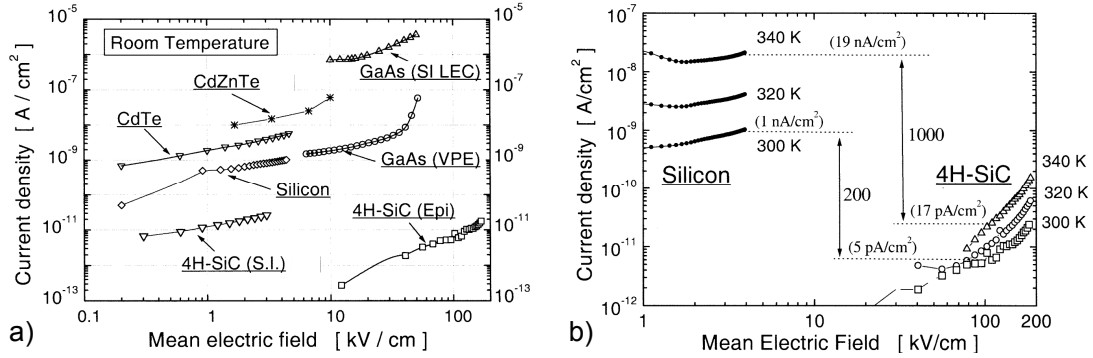 a)
Room Temperature
GaAs (SI LEC)
CdZnTe
CdTe
GaAs (VPE)
Silicon
4H-SiC (Epi)
4H-SiC (S.I.)
Current density [ A / cm²]
10⁻⁵
10⁻⁷
10⁻⁹
10⁻¹¹
10⁻¹³
10⁻⁵
10⁻⁷
10⁻⁹
10⁻¹¹
10⁻¹³
0.1 1 10 100
Mean electric field [ kV / cm]
b)
Current density [ A/cm²]
10⁻⁷
10⁻⁸
10⁻⁹
10⁻¹⁰
10⁻¹¹
10⁻¹²
340 K
(19 nA/cm²)
320 K
(1 nA/cm²)
300 K
1000
Silicon
200
4H-SiC
340 K
320 K
300 K
(17 pA/cm²)
(5 pA/cm²)
1 10 100 200
Mean Electric Field [ kV/cm]